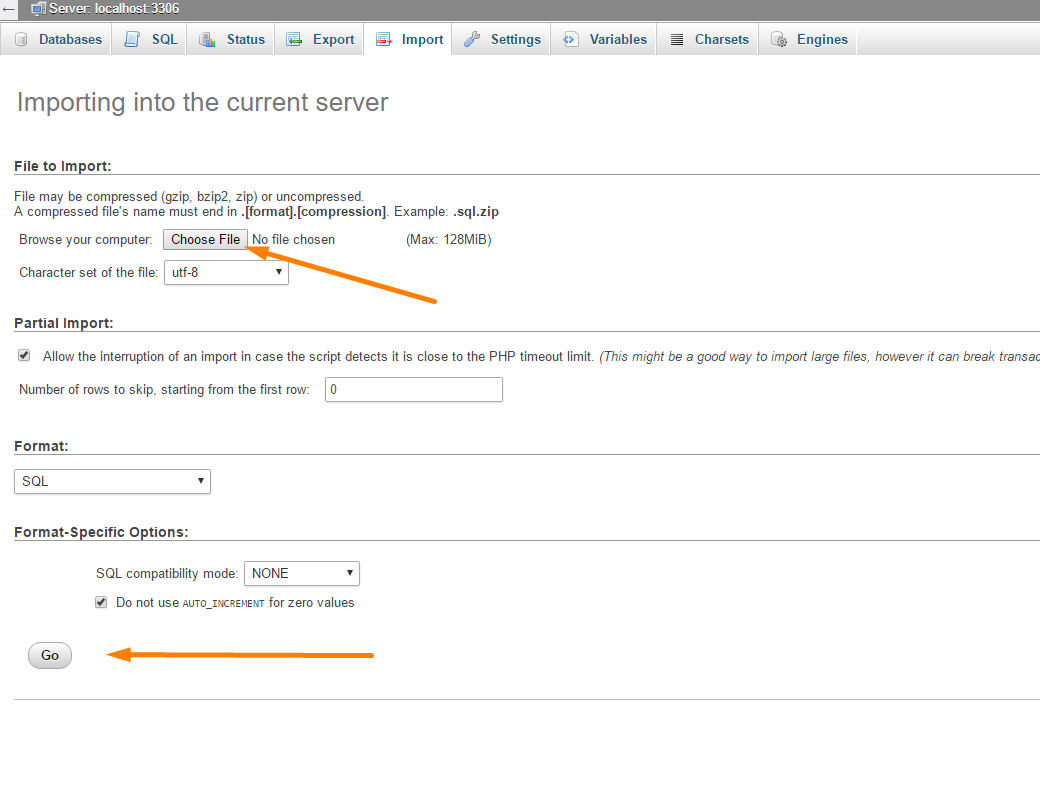 Server: localhost:3306
Databases SQL Status Export Import Settings Variables Charsets Engines
Importing into the current server
File to Import:
File may be compressed (gzip, bzip2, zip) or uncompressed.
A compressed file's name must end in .[format].[compression]. Example: .sql.zip
Browse your computer: Choose File No file chosen (Max: 128MiB)
Character set of the file: utf-8
Partial Import:
Allow the interruption of an import in case the script detects it is close to the PHP timeout limit. (This might be a good way to import large files, however it can break transac
Number of rows to skip, starting from the first row: 0
Format:
SQL
Format-Specific Options:
SQL compatibility mode: NONE
Do not use AUTO_INCREMENT for zero values
Go